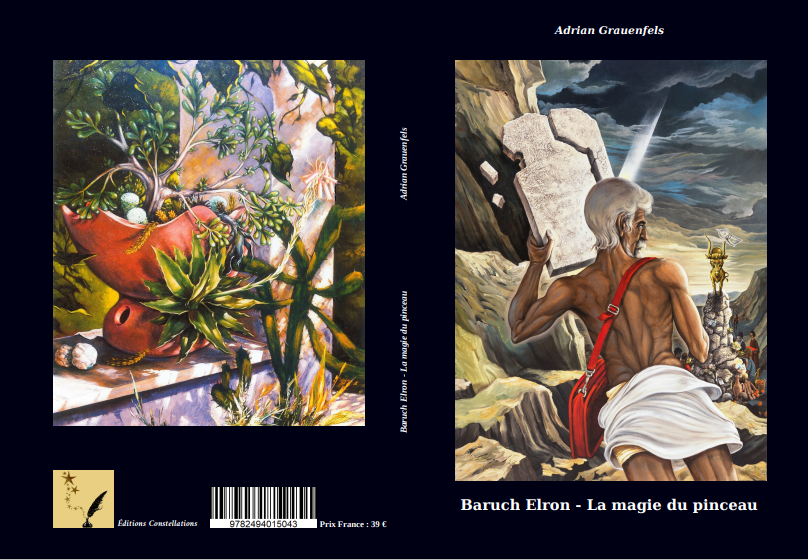 Adrian Grauenfels
Adrian Grauenfels
Baruch Elron - La magie du pinceau
Baruch Elron - La magie du pinceau
Éditions Constellations
9782494015043
Prix France : 39 €